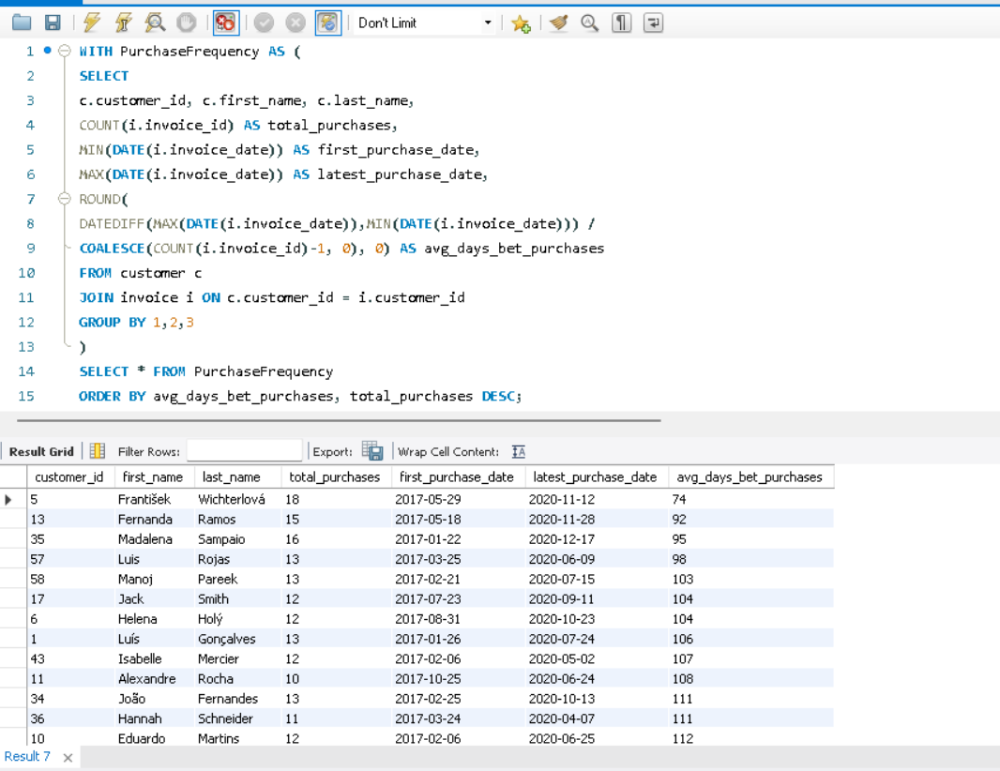 Don't Limit
1 WITH PurchaseFrequency AS (
2 SELECT
3 c.customer_id, c.first_name, c.last_name,
4 COUNT(i.invoice_id) AS total_purchases,
5 MIN(DATE(i.invoice_date)) AS first_purchase_date,
6 MAX(DATE(i.invoice_date)) AS latest_purchase_date,
7 ROUND(
8 DATEDIFF(MAX(DATE(i.invoice_date)),MIN(DATE(i.invoice_date))) /
9 COALESCE(COUNT(i.invoice_id)-1, 0), 0) AS avg_days_bet_purchases
10 FROM customer c
11 JOIN invoice i ON c.customer_id = i.customer_id
12 GROUP BY 1,2,3
13 )
14 SELECT * FROM PurchaseFrequency
15 ORDER BY avg_days_bet_purchases, total_purchases DESC;
Result Grid Filter Rows: Export: Wrap Cell Content: IA
customer_id first_name last_name total_purchases first_purchase_date latest_purchase_date avg_days_bet_purchases
5 František Wichterlová 18 2017-05-29 2020-11-12 74
13 Fernanda Ramos 15 2017-05-18 2020-11-28 92
35 Madalena Sampaio 16 2017-01-22 2020-12-17 95
57 Luis Rojas 13 2017-03-25 2020-06-09 98
58 Manoj Pareek 13 2017-02-21 2020-07-15 103
17 Jack Smith 12 2017-07-23 2020-09-11 104
6 Helena Holý 12 2017-08-31 2020-10-23 104
1 Luís Gonçalves 13 2017-01-26 2020-07-24 106
43 Isabelle Mercier 12 2017-02-06 2020-05-02 107
11 Alexandre Rocha 10 2017-10-25 2020-06-24 108
34 João Fernandes 13 2017-02-25 2020-10-13 111
36 Hannah Schneider 11 2017-03-24 2020-04-07 111
10 Eduardo Martins 12 2017-02-06 2020-06-25 112
Result 7